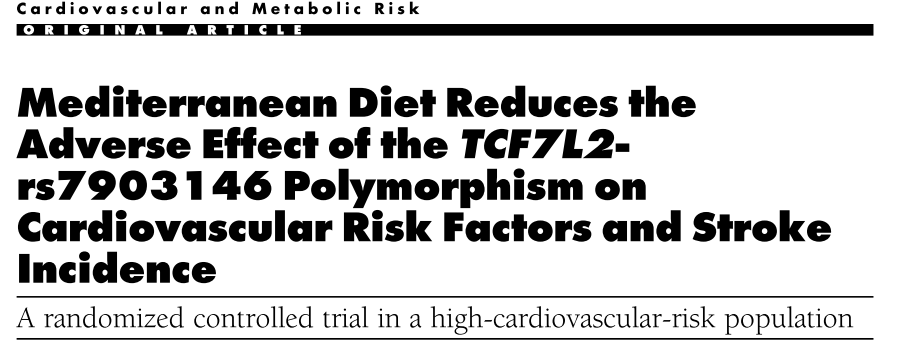 Cardiovascular and Metabolic Risk
ORIGINAL ARTICLE
Mediterranean Diet Reduces the
Adverse Effect of the TCF7L2-
rs7903146 Polymorphism on
Cardiovascular Risk Factors and Stroke
Incidence
A randomized controlled trial in a high-cardiovascular-risk population